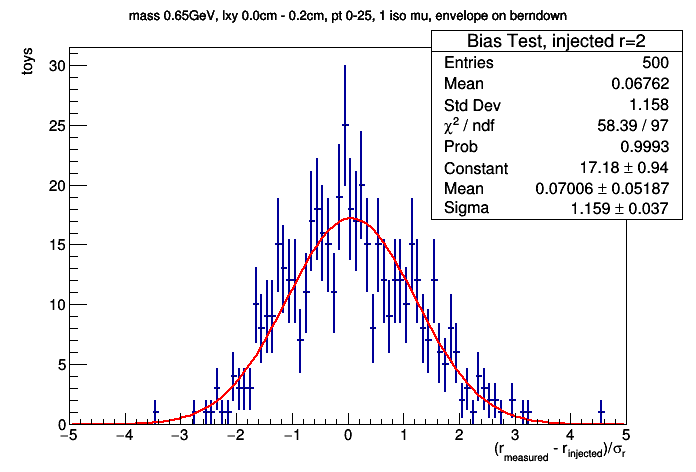 mass 0.65GeV, lxy 0.0cm - 0.2cm, pt 0-25, 1 iso mu, envelope on berndown
Bias Test, injected r=2
Entries 500
Mean 0.06762
Std Dev 1.158
χ² / ndf 58.39 / 97
Prob 0.9993
Constant 17.18 ± 0.94
Mean 0.07006 ± 0.05187
Sigma 1.159 ± 0.037
toys
30
25
20
15
10
5
0
−5 −4 −3 −2 −1 0 1 2 3 4 5
(r_measured - r_injected)/σ_r